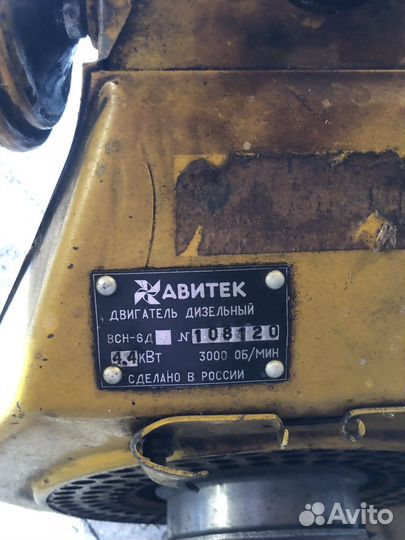 АВИТЕК
ДВИГАТЕЛЬ ДИЗЕЛЬНЫЙ
ВСН-6Д № 108120
4.4 кВт 3000 ОБ/МИН
СДЕЛАНО В РОССИИ
Avito